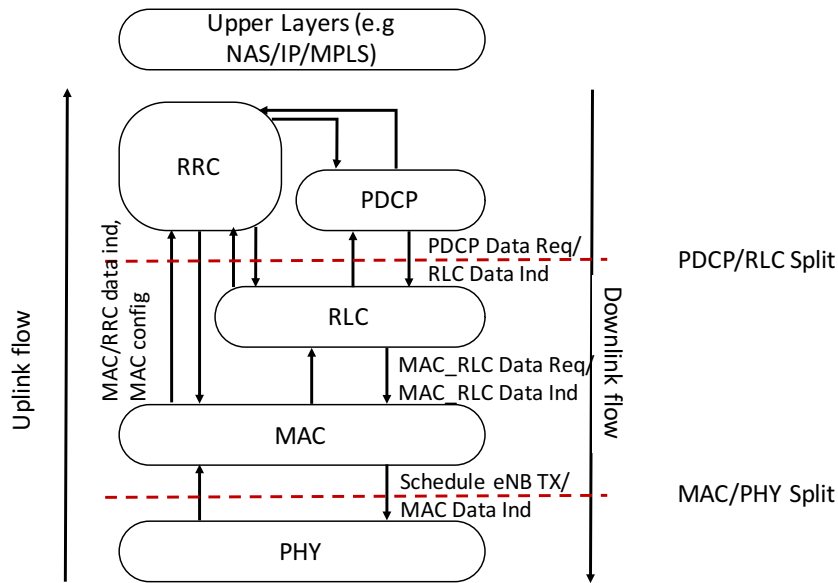 Upper Layers (e.g
NAS/IP/MPLS)
RRC
PDCP
PDCP Data Req/
RLC Data Ind
PDCP/RLC Split
RLC
MAC/RRC data ind,
MAC config
Uplink flow
Downlink flow
MAC_RLC Data Req/
MAC_RLC Data Ind
MAC
Schedule eNB TX/
MAC Data Ind
MAC/PHY Split
PHY